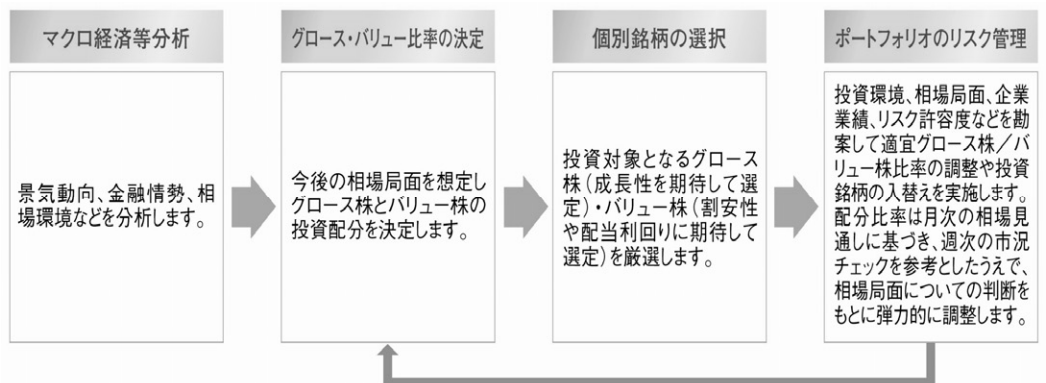 マクロ経済等分析
景気動向、金融情勢、相
場環境などを分析します。
グロース・バリュー比率の決定
今後の相場局面を想定し
グロース株とバリュー株の
投資配分を決定します。
個別銘柄の選択
投資対象となるグロース
株（成長性を期待して選
定）・バリュー株（割安性
や配当利回りに期待して
選定）を厳選します。
ポートフォリオのリスク管理
投資環境、相場局面、企業
業績、リスク許容度などを勘
案して適宜グロース株／バ
リュー株比率の調整や投資
銘柄の入替えを実施します。
配分比率は月次の相場見
通しに基づき、週次の市況
チェックを参考としたうえで、
相場局面についての判断を
もとに弾力的に調整します。